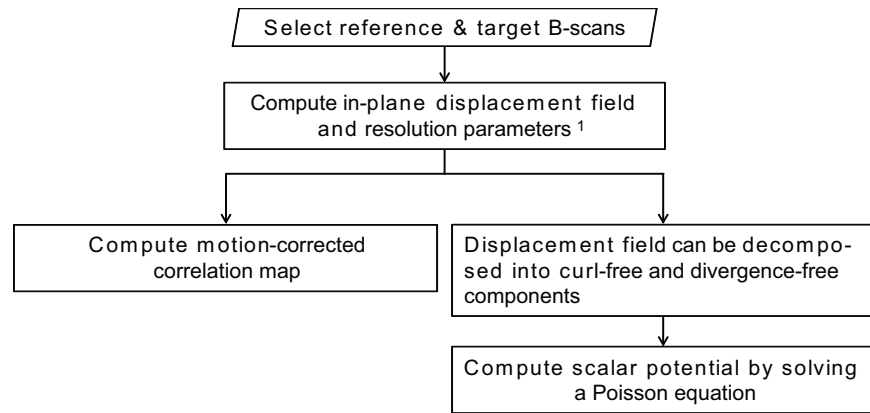 Select reference & target B-scans
Compute in-plane displacement field
and resolution parameters 1
Compute motion-corrected
correlation map
Displacement field can be decompo-
sed into curl-free and divergence-free
components
Compute scalar potential by solving
a Poisson equation